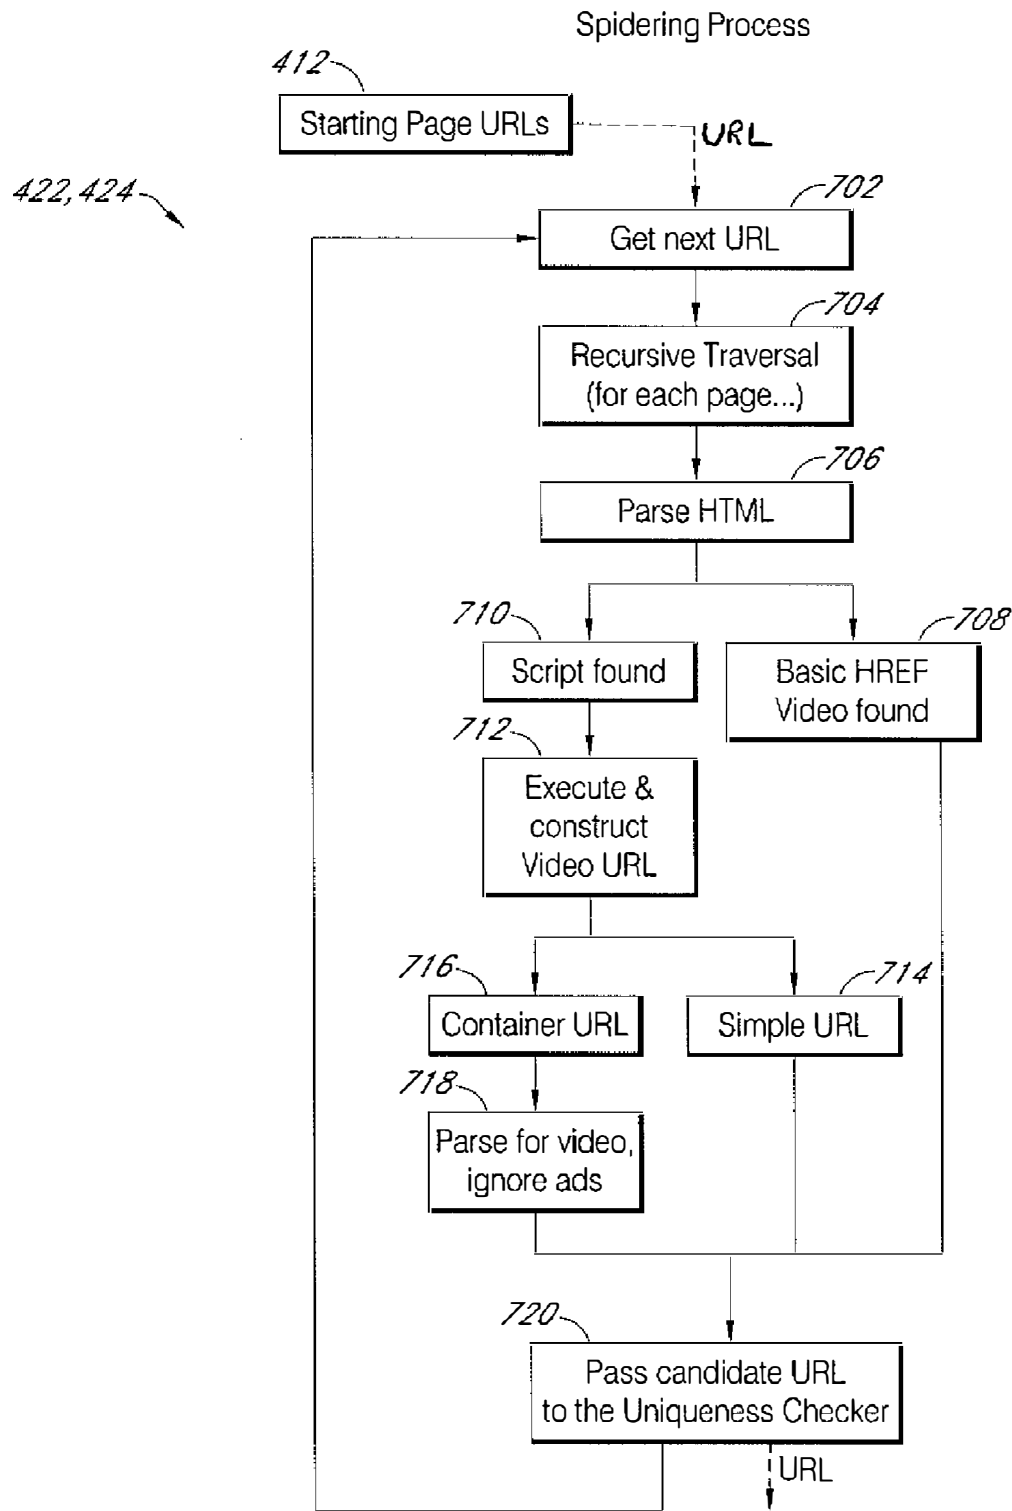 Spidering Process
412
Starting Page URLs
URL
422, 424
702
Get next URL
704
Recursive Traversal
(for each page...)
706
Parse HTML
710
Script found
708
Basic HREF
Video found
712
Execute &
construct
Video URL
716
Container URL
714
Simple URL
718
Parse for video,
ignore ads
720
Pass candidate URL
to the Uniqueness Checker
URL